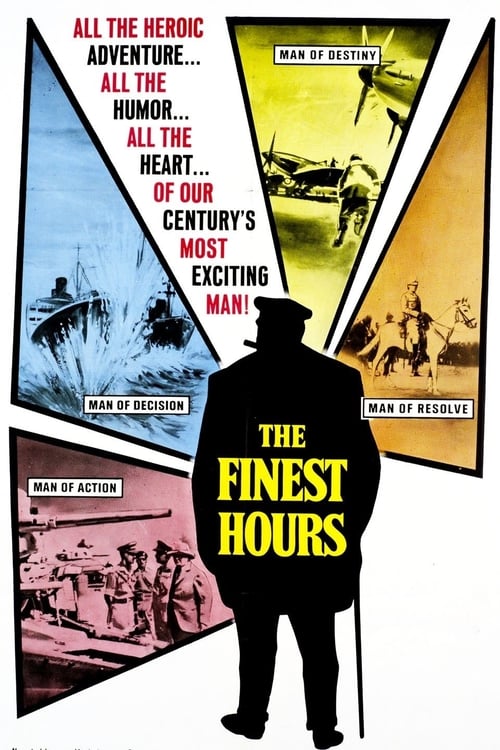 ALL THE HEROIC
ADVENTURE...
ALL THE
HUMOR...
ALL THE
HEART...
OF OUR
CENTURY'S
MOST
EXCITING
MAN!
MAN OF DESTINY
MAN OF DECISION
MAN OF RESOLVE
MAN OF ACTION
THE
FINEST
HOURS